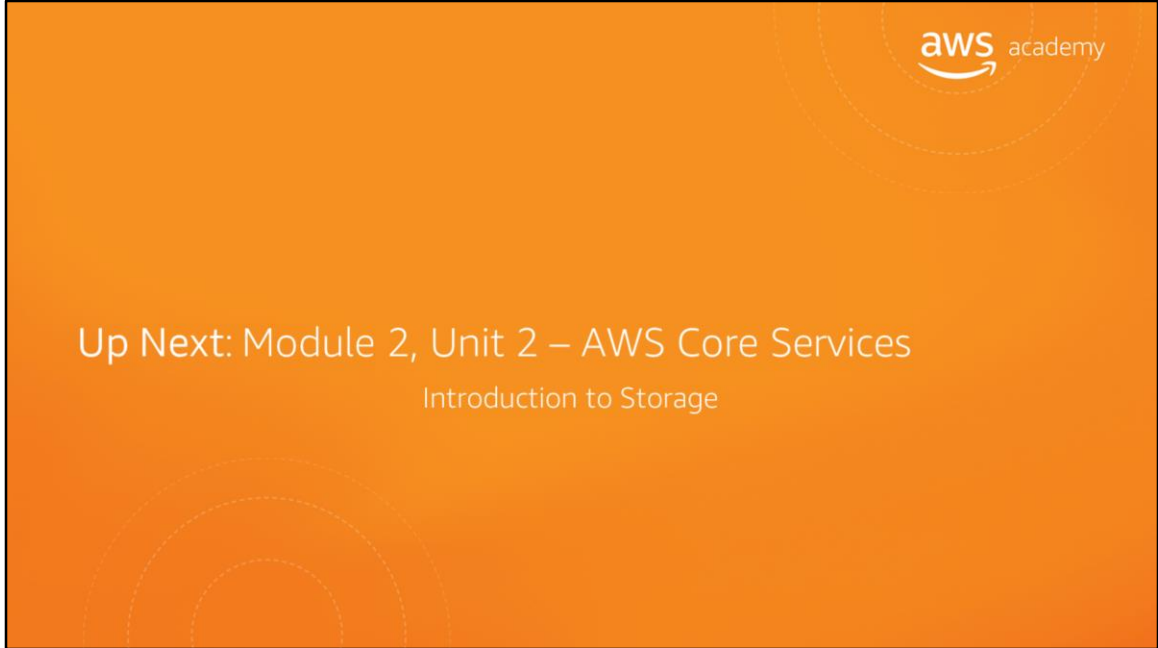 aws academy
Up Next: Module 2, Unit 2 – AWS Core Services
Introduction to Storage